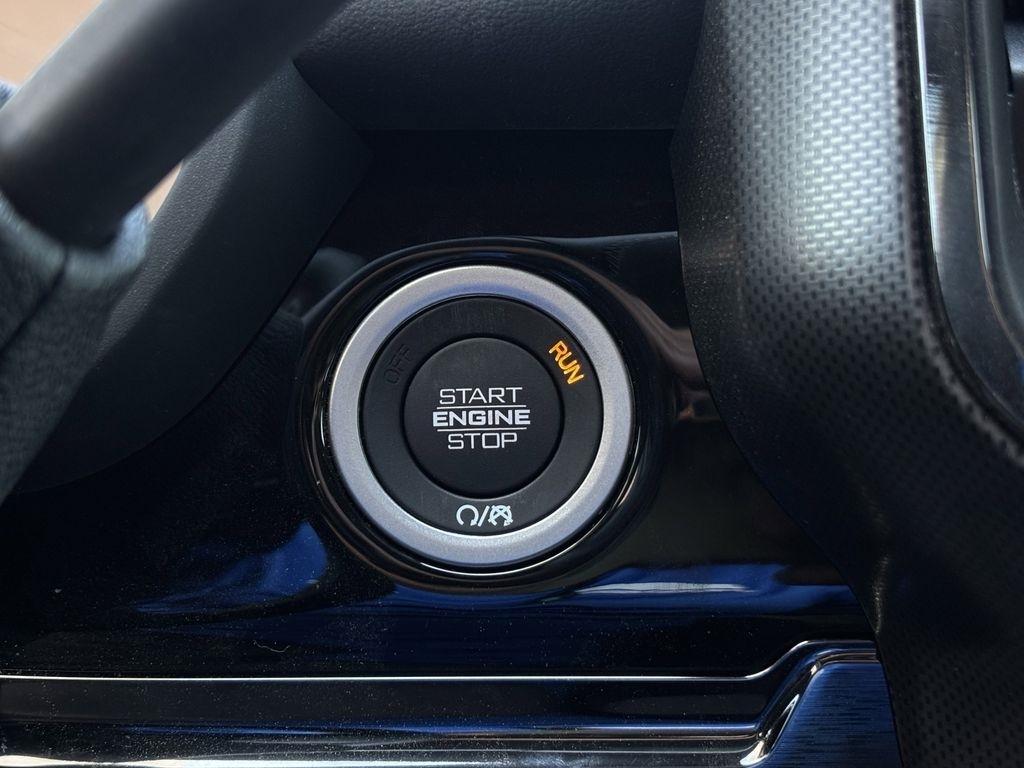 OFF
RUN
START
ENGINE
STOP
/